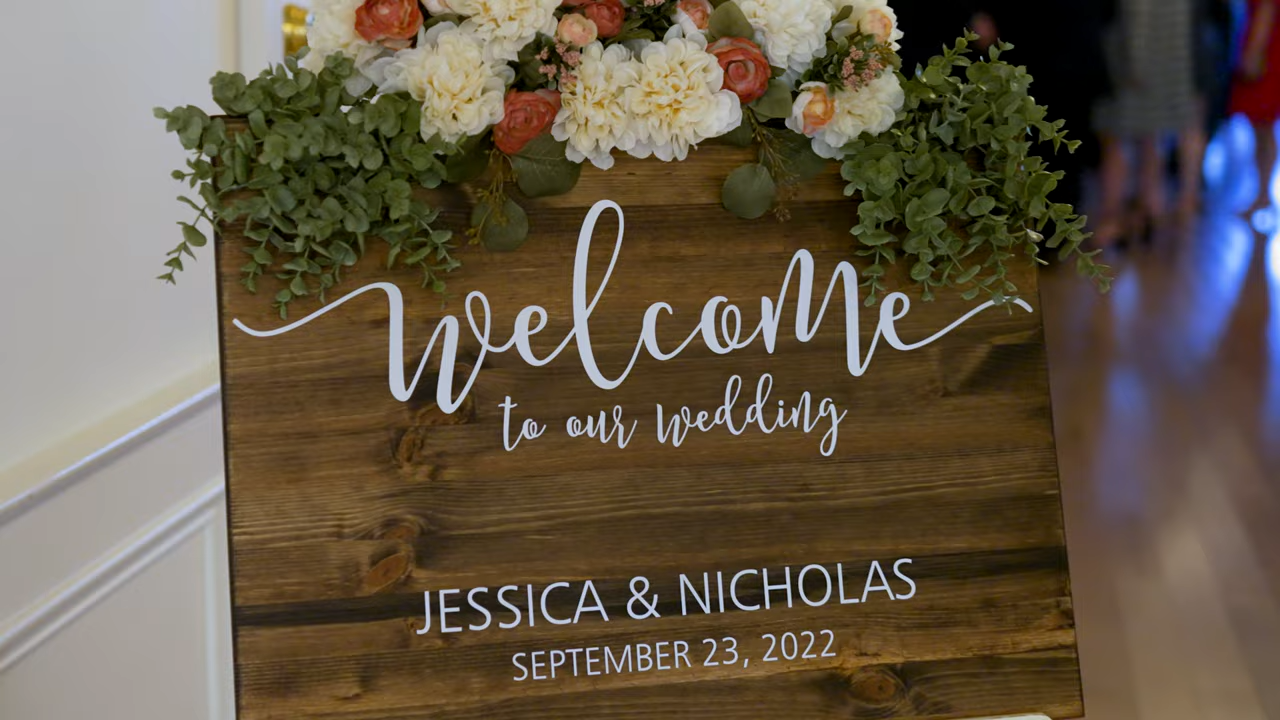 welcome
to our wedding
JESSICA & NICHOLAS
SEPTEMBER 23, 2022